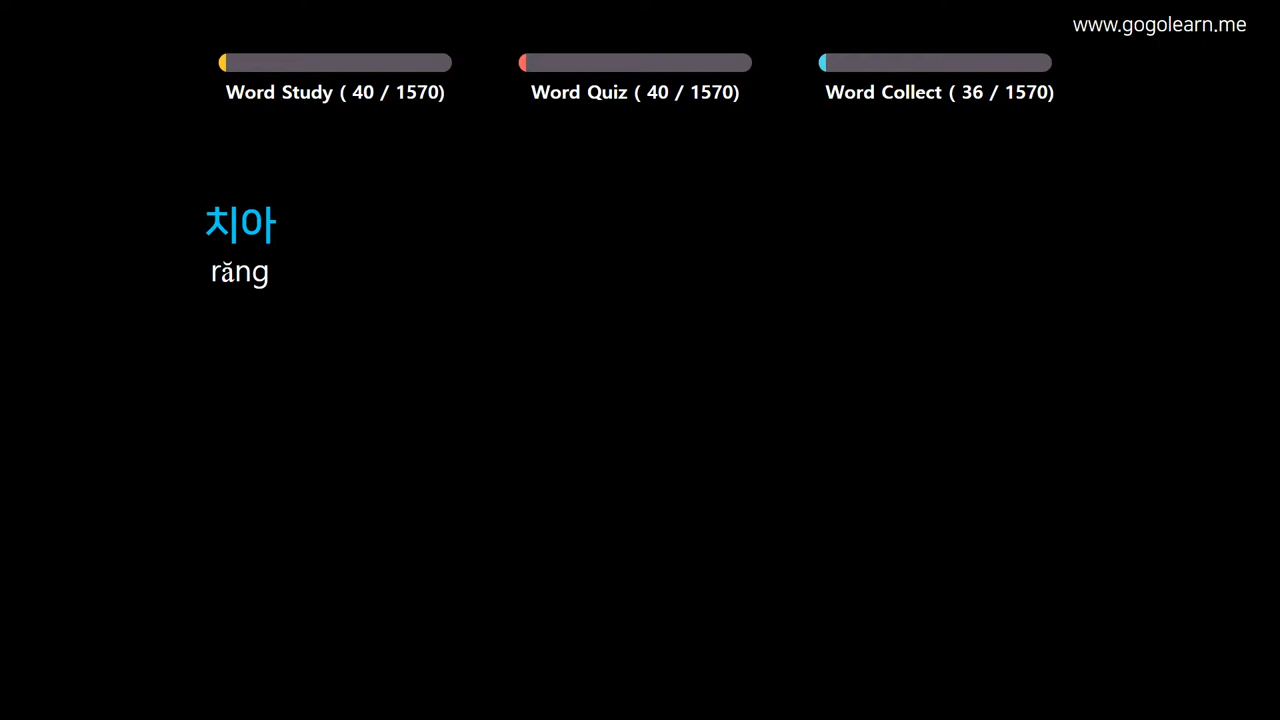 www.gogolearn.me
Word Study ( 40 / 1570)
Word Quiz ( 40 / 1570)
Word Collect ( 36 / 1570)
치아
răng